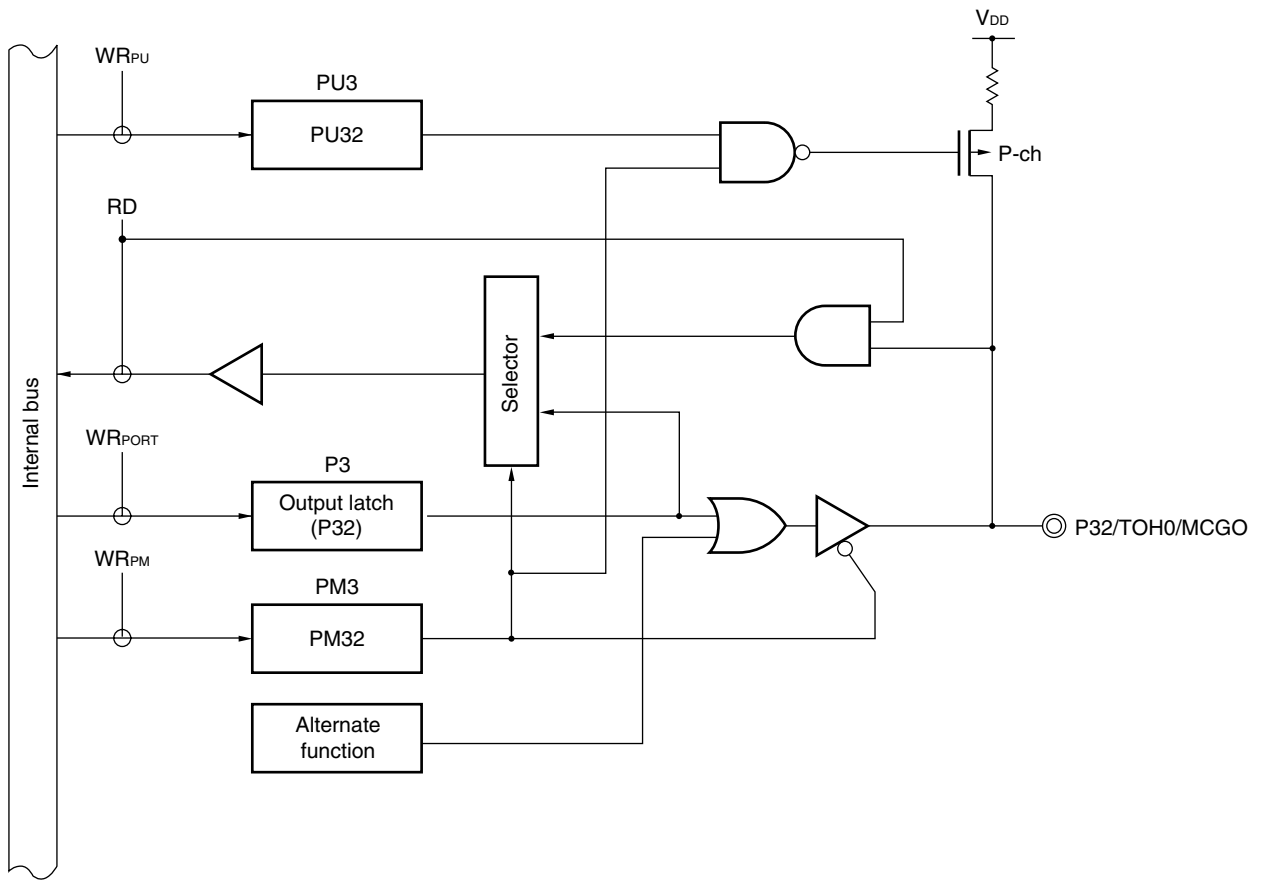 VDD
WRPU
PU3
PU32
P-ch
RD
Selector
Internal bus
WRPORT
P3
Output latch
(P32)
P32/TOH0/MCGO
WRPM
PM3
PM32
Alternate
function